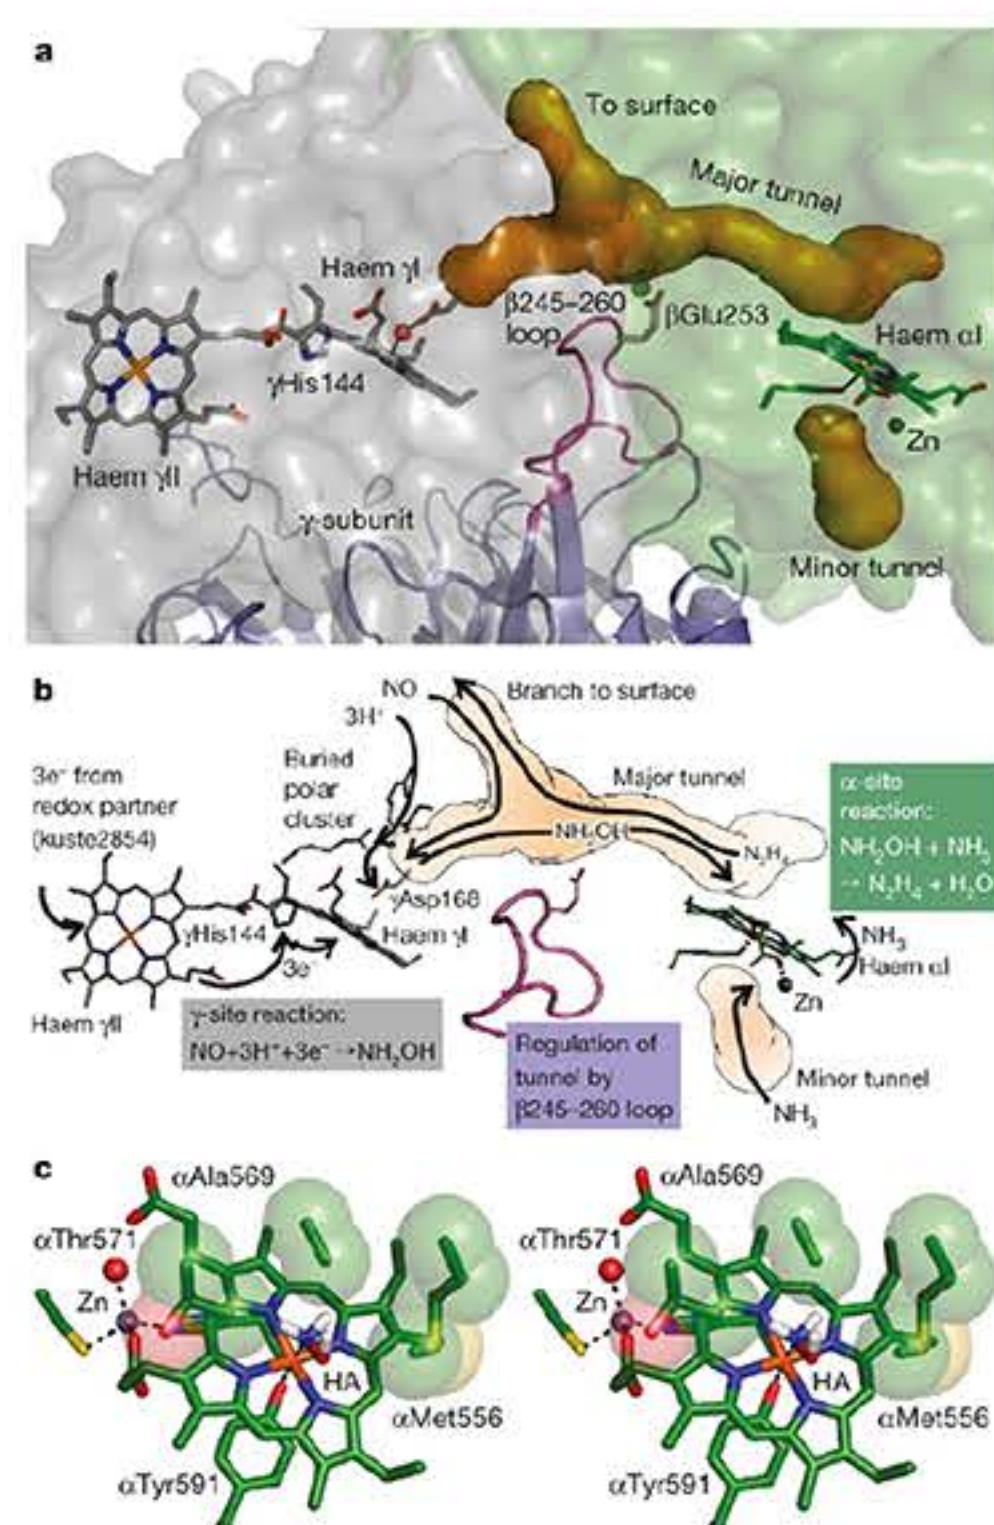 a
To surface
Major tunnel
Haem γI
β245–260
loop
βGlu253
Haem αI
γHis144
Zn
Haem γII
γ-subunit
Minor tunnel
b
NO
Branch to surface
3H⁺
Buried
polar
cluster
Major tunnel
3e⁻ from
redox partner
(kuste2854)
α-site
reaction:
NH₂OH + NH₃
→ N₂H₄ + H₂O
NH₂OH
N₂H₄
γAsp168
γHis144
Haem γI
3e⁻
NH₃
Haem αI
Zn
Haem γII
γ-site reaction:
NO+3H⁺+3e⁻ →NH₂OH
Regulation of
tunnel by
β245–260 loop
Minor tunnel
NH₃
c
αAla569
αAla569
αThr571
αThr571
Zn
Zn
HA
HA
αMet556
αMet556
αTyr591
αTyr591